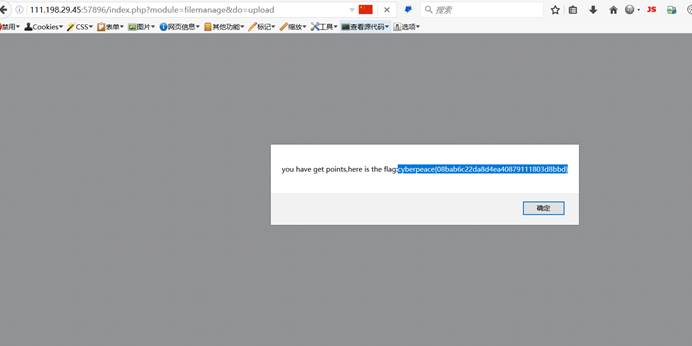 111.198.29.45:57896/index.php?module=filemanage&do=upload
搜索
禁用 Cookies CSS 表单 图片 网页信息 其他功能 标记 缩放 工具 查看源代码 选项
JS
you have get points,here is the flag:cyberpeace{08bab6c22da8d4ea40879111803d8bbd}
确定